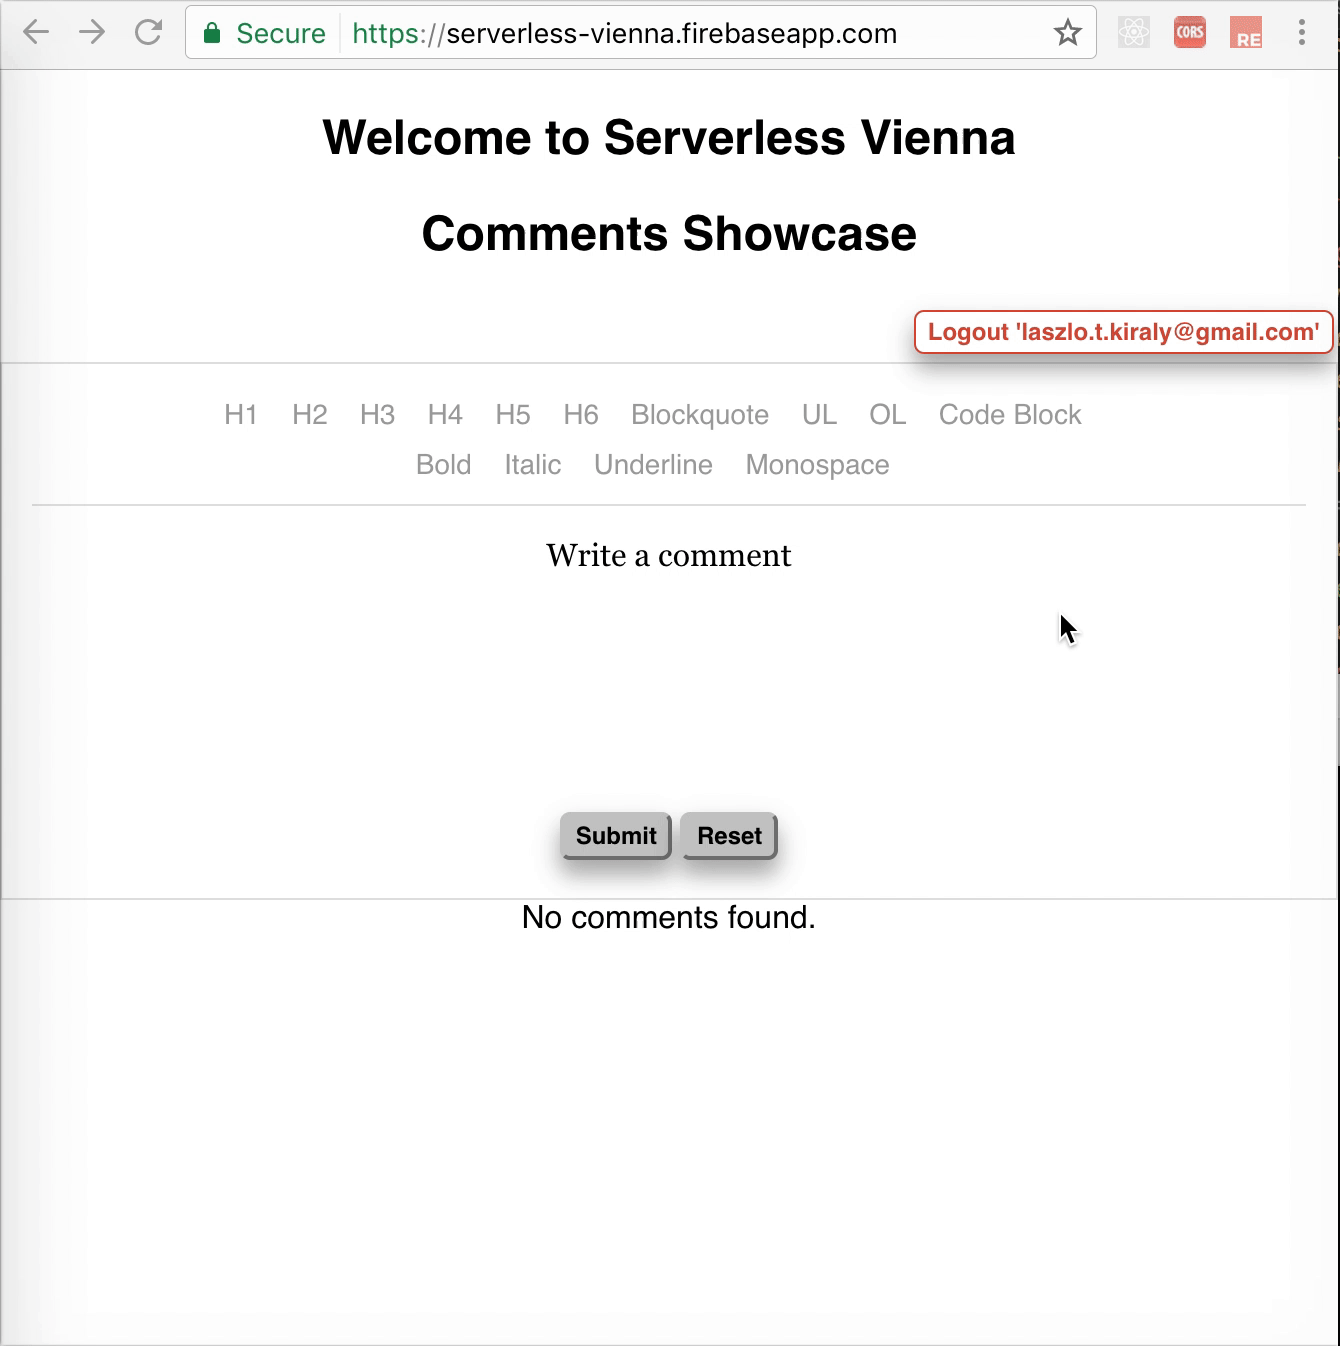 Secure https://serverless-vienna.firebaseapp.com CORS RE
Welcome to Serverless Vienna
Comments Showcase
Logout 'laszlo.t.kiraly@gmail.com'
H1 H2 H3 H4 H5 H6 Blockquote UL OL Code Block
Bold Italic Underline Monospace
Write a comment
Submit Reset
No comments found.